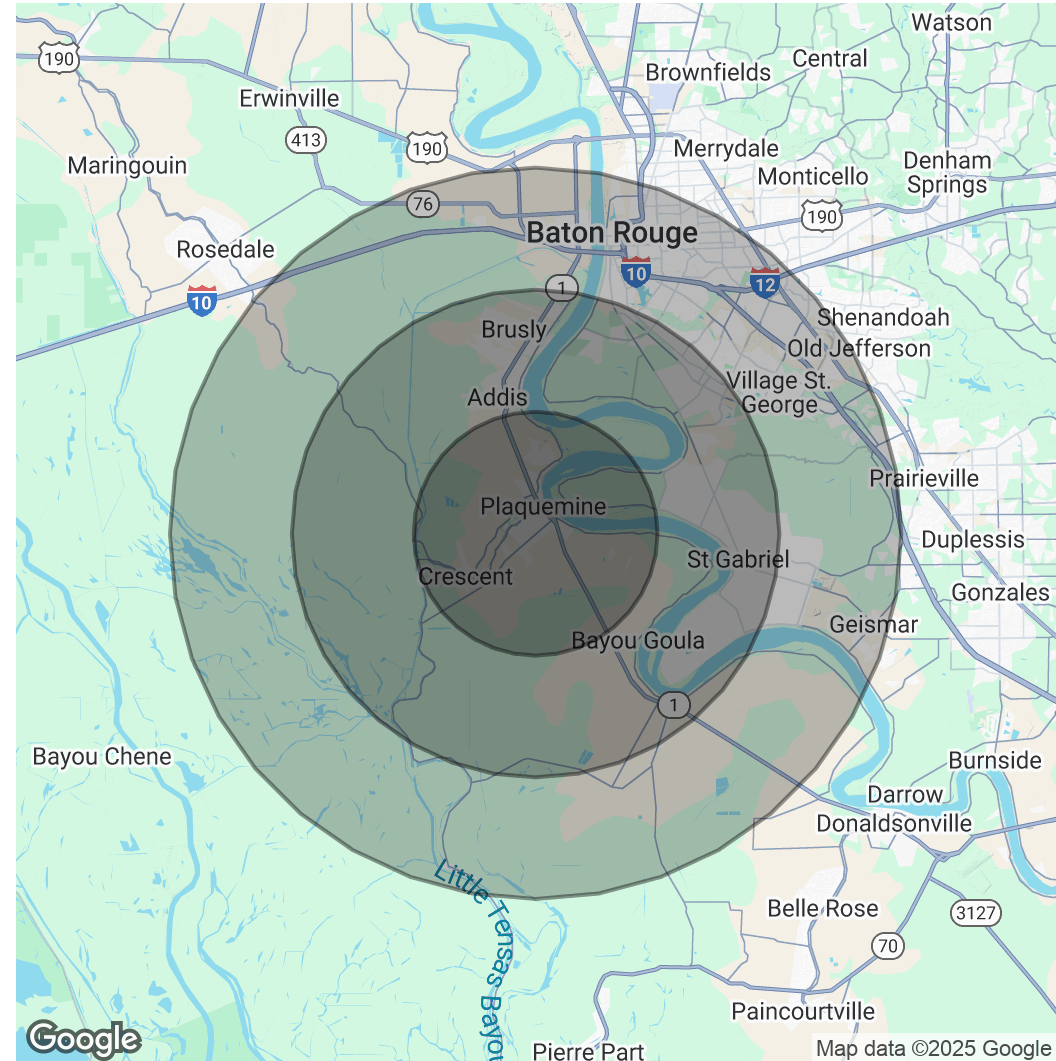 Watson
190
Central
Brownfields
Erwinville
413
190
Merrydale
Maringouin
Denham
Springs
Monticello
76
190
Baton Rouge
Rosedale
10
12
1
10
Shenandoah
Brusly
Old Jefferson
Village St.
George
Addis
Prairieville
Plaquemine
Duplessis
St Gabriel
Crescent
Gonzales
Geismar
Bayou Goula
1
Bayou Chene
Burnside
Darrow
Donaldsonville
Little Tensas Bayou
Belle Rose
3127
70
Paincourtville
Pierre Part
Google
Map data ©2025 Google